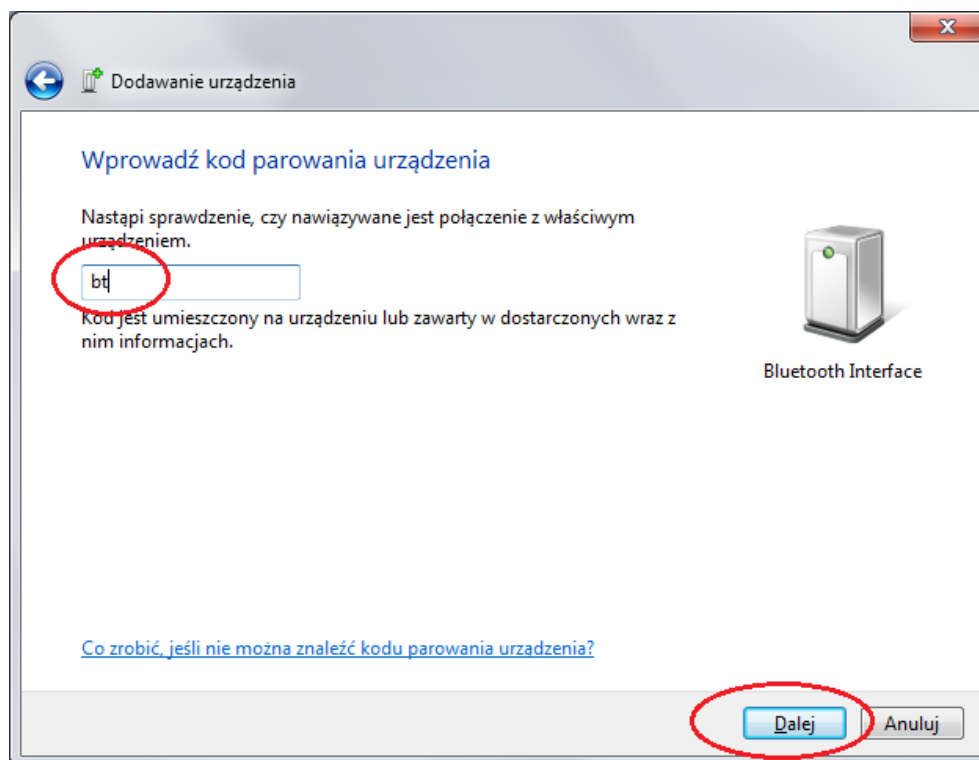 Dodawanie urządzenia
Wprowadź kod parowania urządzenia
Nastąpi sprawdzenie, czy nawiązywane jest połączenie z właściwym
urządzeniem.
bt
Kod jest umieszczony na urządzeniu lub zawarty w dostarczonych wraz z
nim informacjach.
Bluetooth Interface
Co zrobić, jeśli nie można znaleźć kodu parowania urządzenia?
Dalej
Anuluj